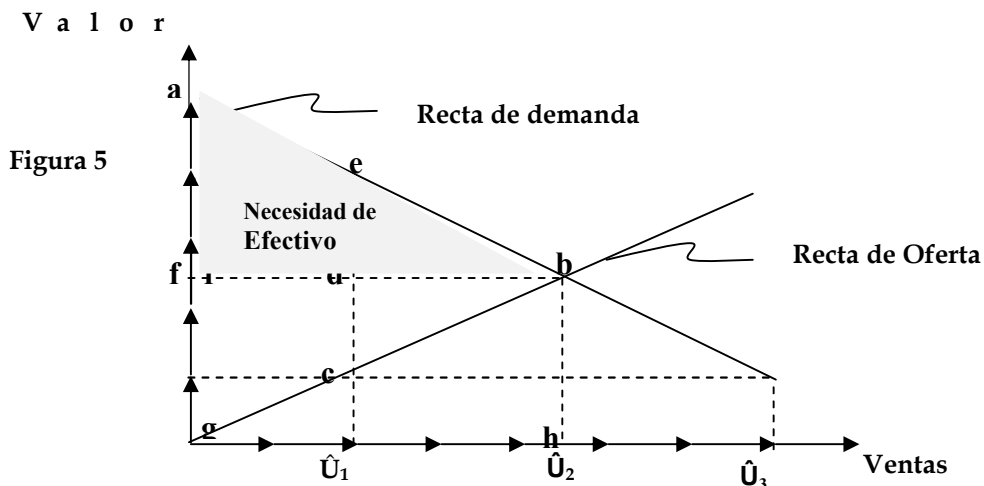 V a l o r
a
Recta de demanda
Figura 5
e
Necesidad de
Efectivo
b
Recta de Oferta
f
d
c
g
h
Û1
Û2
Û3
Ventas